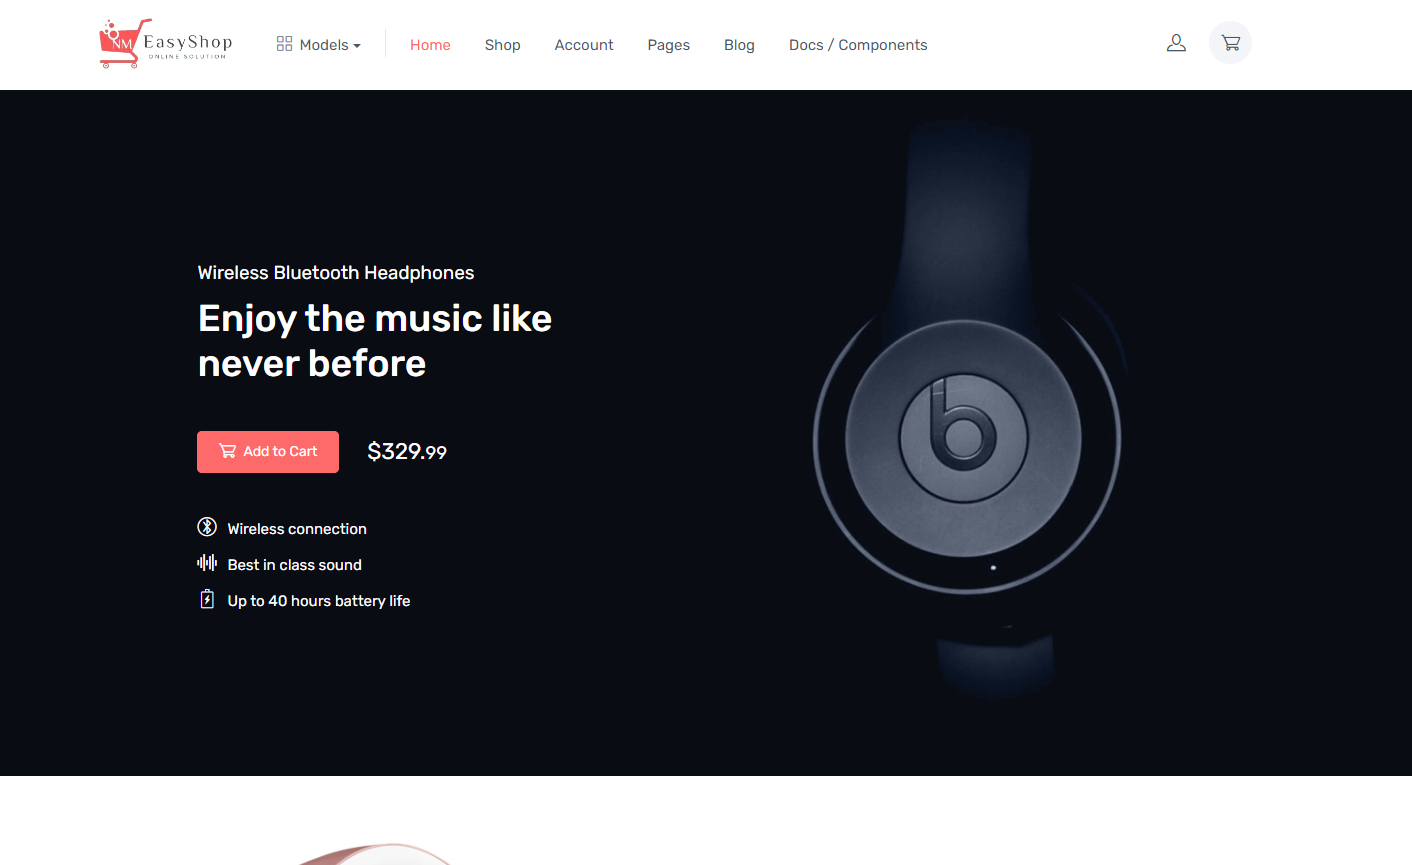 NM
EasyShop
ONLINE SOLUTION
Models
Home
Shop
Account
Pages
Blog
Docs / Components
Wireless Bluetooth Headphones
Enjoy the music like
never before
Add to Cart
$329.99
Wireless connection
Best in class sound
Up to 40 hours battery life
b